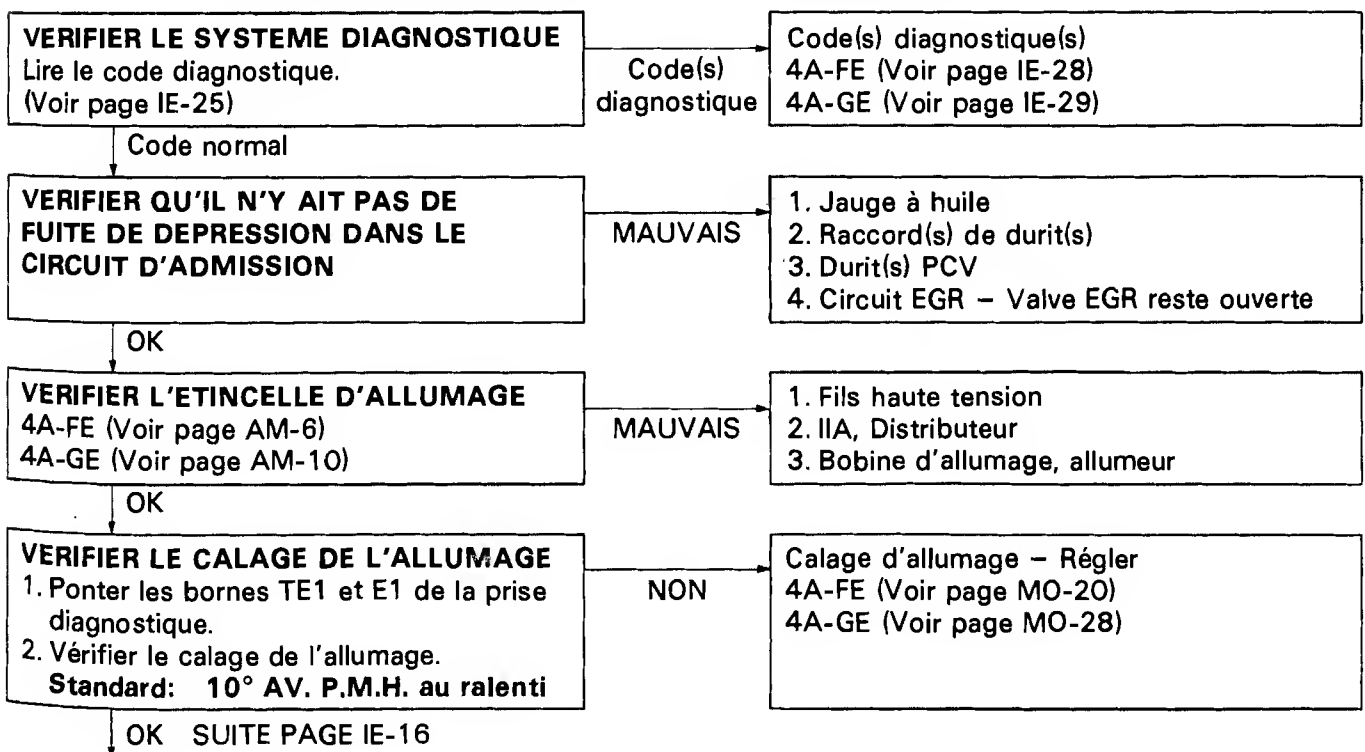 VERIFIER LE SYSTEME DIAGNOSTIQUE
Lire le code diagnostique.
(Voir page IE-25)
Code(s)
diagnostique
Code(s) diagnostique(s)
4A-FE (Voir page IE-28)
4A-GE (Voir page IE-29)
Code normal
VERIFIER QU'IL N'Y AIT PAS DE
FUITE DE DEPRESSION DANS LE
CIRCUIT D'ADMISSION
MAUVAIS
1. Jauge à huile
2. Raccord(s) de durit(s)
3. Durit(s) PCV
4. Circuit EGR – Valve EGR reste ouverte
OK
VERIFIER L'ETINCELLE D'ALLUMAGE
4A-FE (Voir page AM-6)
4A-GE (Voir page AM-10)
MAUVAIS
1. Fils haute tension
2. IIA, Distributeur
3. Bobine d'allumage, allumeur
OK
VERIFIER LE CALAGE DE L'ALLUMAGE
1. Ponter les bornes TE1 et E1 de la prise
diagnostique.
2. Vérifier le calage de l'allumage.
Standard: 10° AV. P.M.H. au ralenti
NON
Calage d'allumage – Régler
4A-FE (Voir page MO-20)
4A-GE (Voir page MO-28)
OK SUITE PAGE IE-16